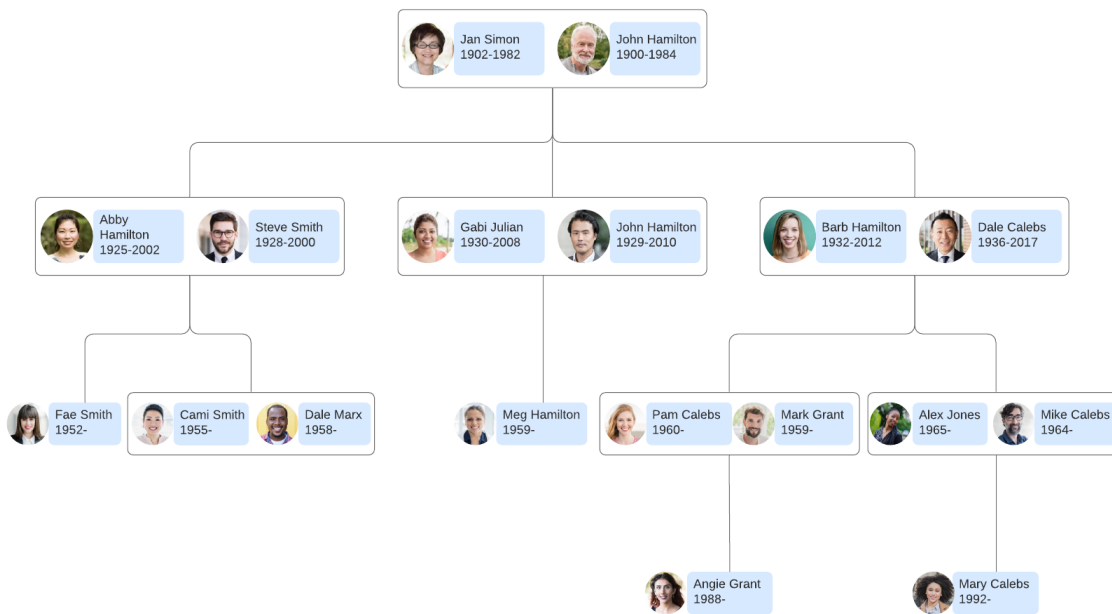 Jan Simon
1902-1982
John Hamilton
1900-1984
Abby
Hamilton
1925-2002
Steve Smith
1928-2000
Gabi Julian
1930-2008
John Hamilton
1929-2010
Barb Hamilton
1932-2012
Dale Calebs
1936-2017
Fae Smith
1952-
Cami Smith
1955-
Dale Marx
1958-
Meg Hamilton
1959-
Pam Calebs
1960-
Mark Grant
1959-
Alex Jones
1965-
Mike Calebs
1964-
Angie Grant
1988-
Mary Calebs
1992-